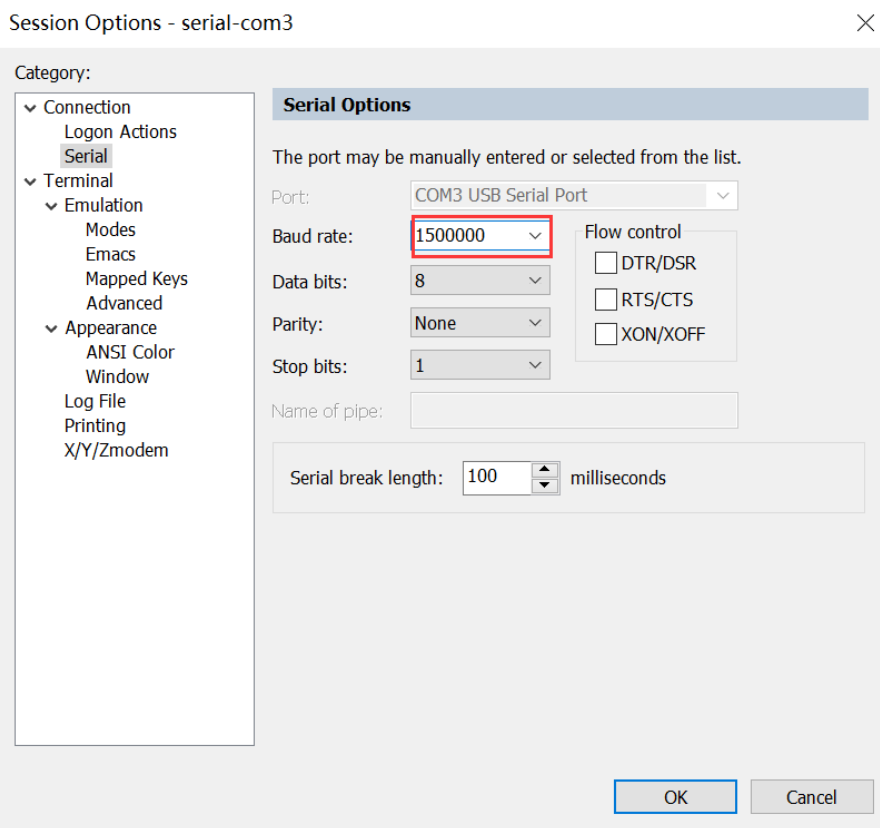 Session Options - serial-com3
Category:
Connection
Logon Actions
Serial
Terminal
Emulation
Modes
Emacs
Mapped Keys
Advanced
Appearance
ANSI Color
Window
Log File
Printing
X/Y/Zmodem
Serial Options
The port may be manually entered or selected from the list.
Port: COM3 USB Serial Port
Baud rate: 1500000
Data bits: 8
Parity: None
Stop bits: 1
Name of pipe:
Flow control
DTR/DSR
RTS/CTS
XON/XOFF
Serial break length: 100 milliseconds
OK Cancel